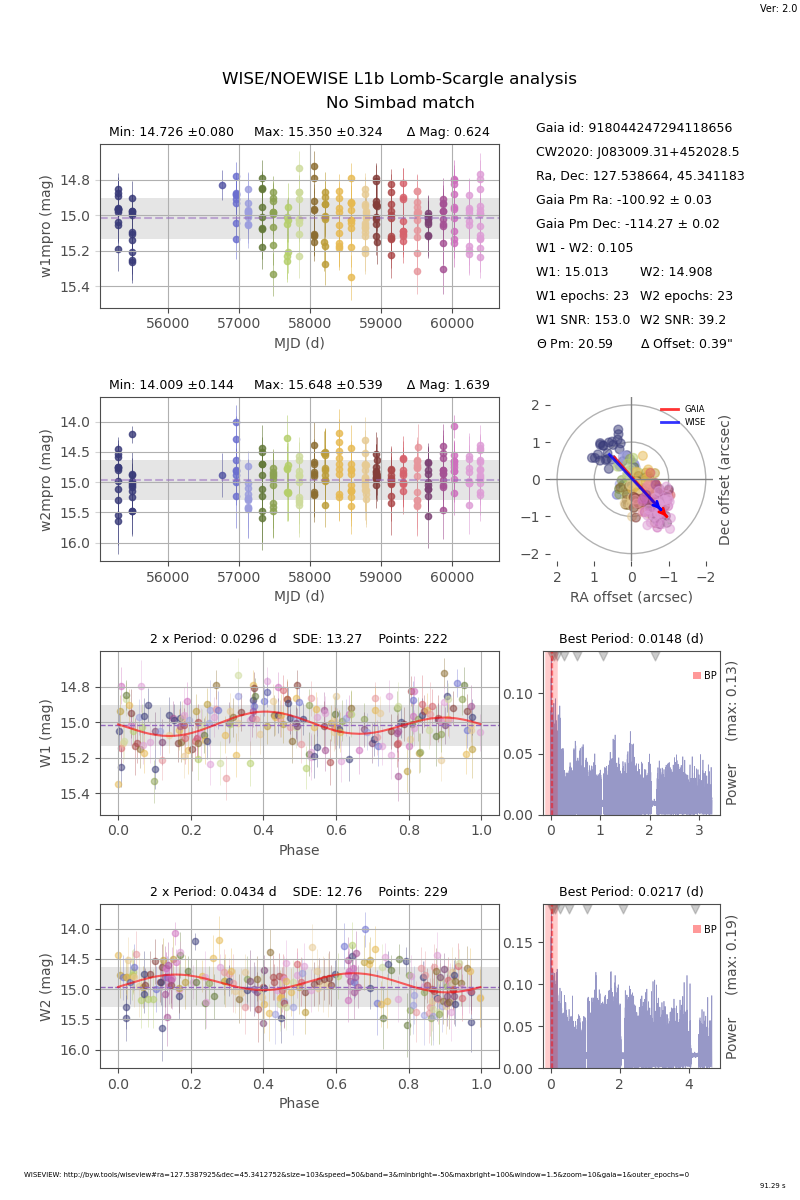 Ver: 2.0
WISE/NOEWISE L1b Lomb-Scargle analysis
No Simbad match
Min: 14.726 ±0.080 Max: 15.350 ±0.324 Δ Mag: 0.624
14.8
15.0
15.2
15.4
w1mpro (mag)
56000 57000 58000 59000 60000
MJD (d)
Gaia id: 918044247294118656
CW2020: J083009.31+452028.5
Ra, Dec: 127.538664, 45.341183
Gaia Pm Ra: -100.92 ± 0.03
Gaia Pm Dec: -114.27 ± 0.02
W1 - W2: 0.105
W1: 15.013 W2: 14.908
W1 epochs: 23 W2 epochs: 23
W1 SNR: 153.0 W2 SNR: 39.2
Θ Pm: 20.59 Δ Offset: 0.39"
Min: 14.009 ±0.144 Max: 15.648 ±0.539 Δ Mag: 1.639
14.0
14.5
15.0
15.5
16.0
w2mpro (mag)
56000 57000 58000 59000 60000
MJD (d)
GAIA
WISE
2
1
0
−1
−2
Dec offset (arcsec)
2 1 0 −1 −2
RA offset (arcsec)
2 x Period: 0.0296 d SDE: 13.27 Points: 222
14.8
15.0
15.2
15.4
W1 (mag)
0.0 0.2 0.4 0.6 0.8 1.0
Phase
Best Period: 0.0148 (d)
BP
0.10
0.05
0.00
Power (max: 0.13)
0 1 2 3
2 x Period: 0.0434 d SDE: 12.76 Points: 229
14.0
14.5
15.0
15.5
16.0
W2 (mag)
0.0 0.2 0.4 0.6 0.8 1.0
Phase
Best Period: 0.0217 (d)
BP
0.15
0.10
0.05
0.00
Power (max: 0.19)
0 2 4
WISEVIEW: http://byw.tools/wiseview#ra=127.5387925&dec=45.3412752&size=103&speed=50&band=3&minbright=-50&maxbright=100&window=1.5&zoom=10&gaia=1&outer_epochs=0
91.29 s